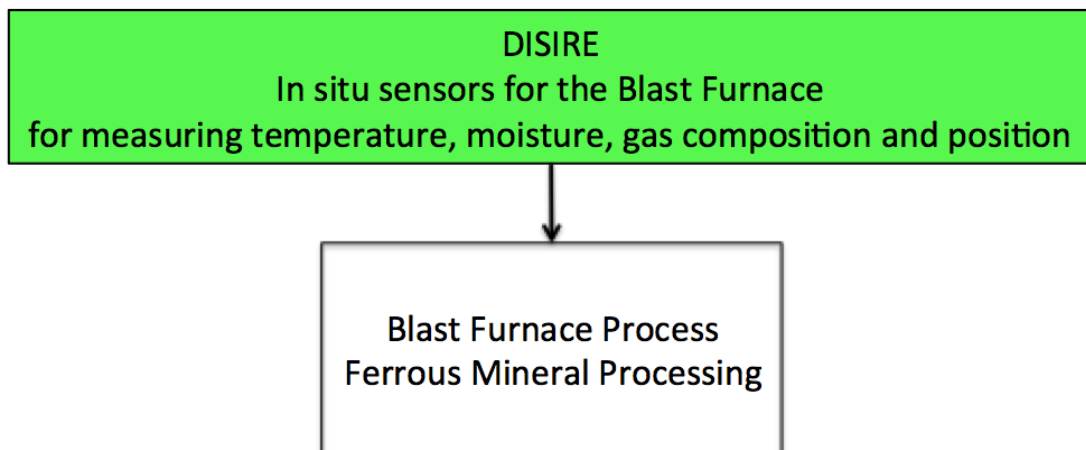 DISIRE
In situ sensors for the Blast Furnace
for measuring temperature, moisture, gas composition and position
Blast Furnace Process
Ferrous Mineral Processing